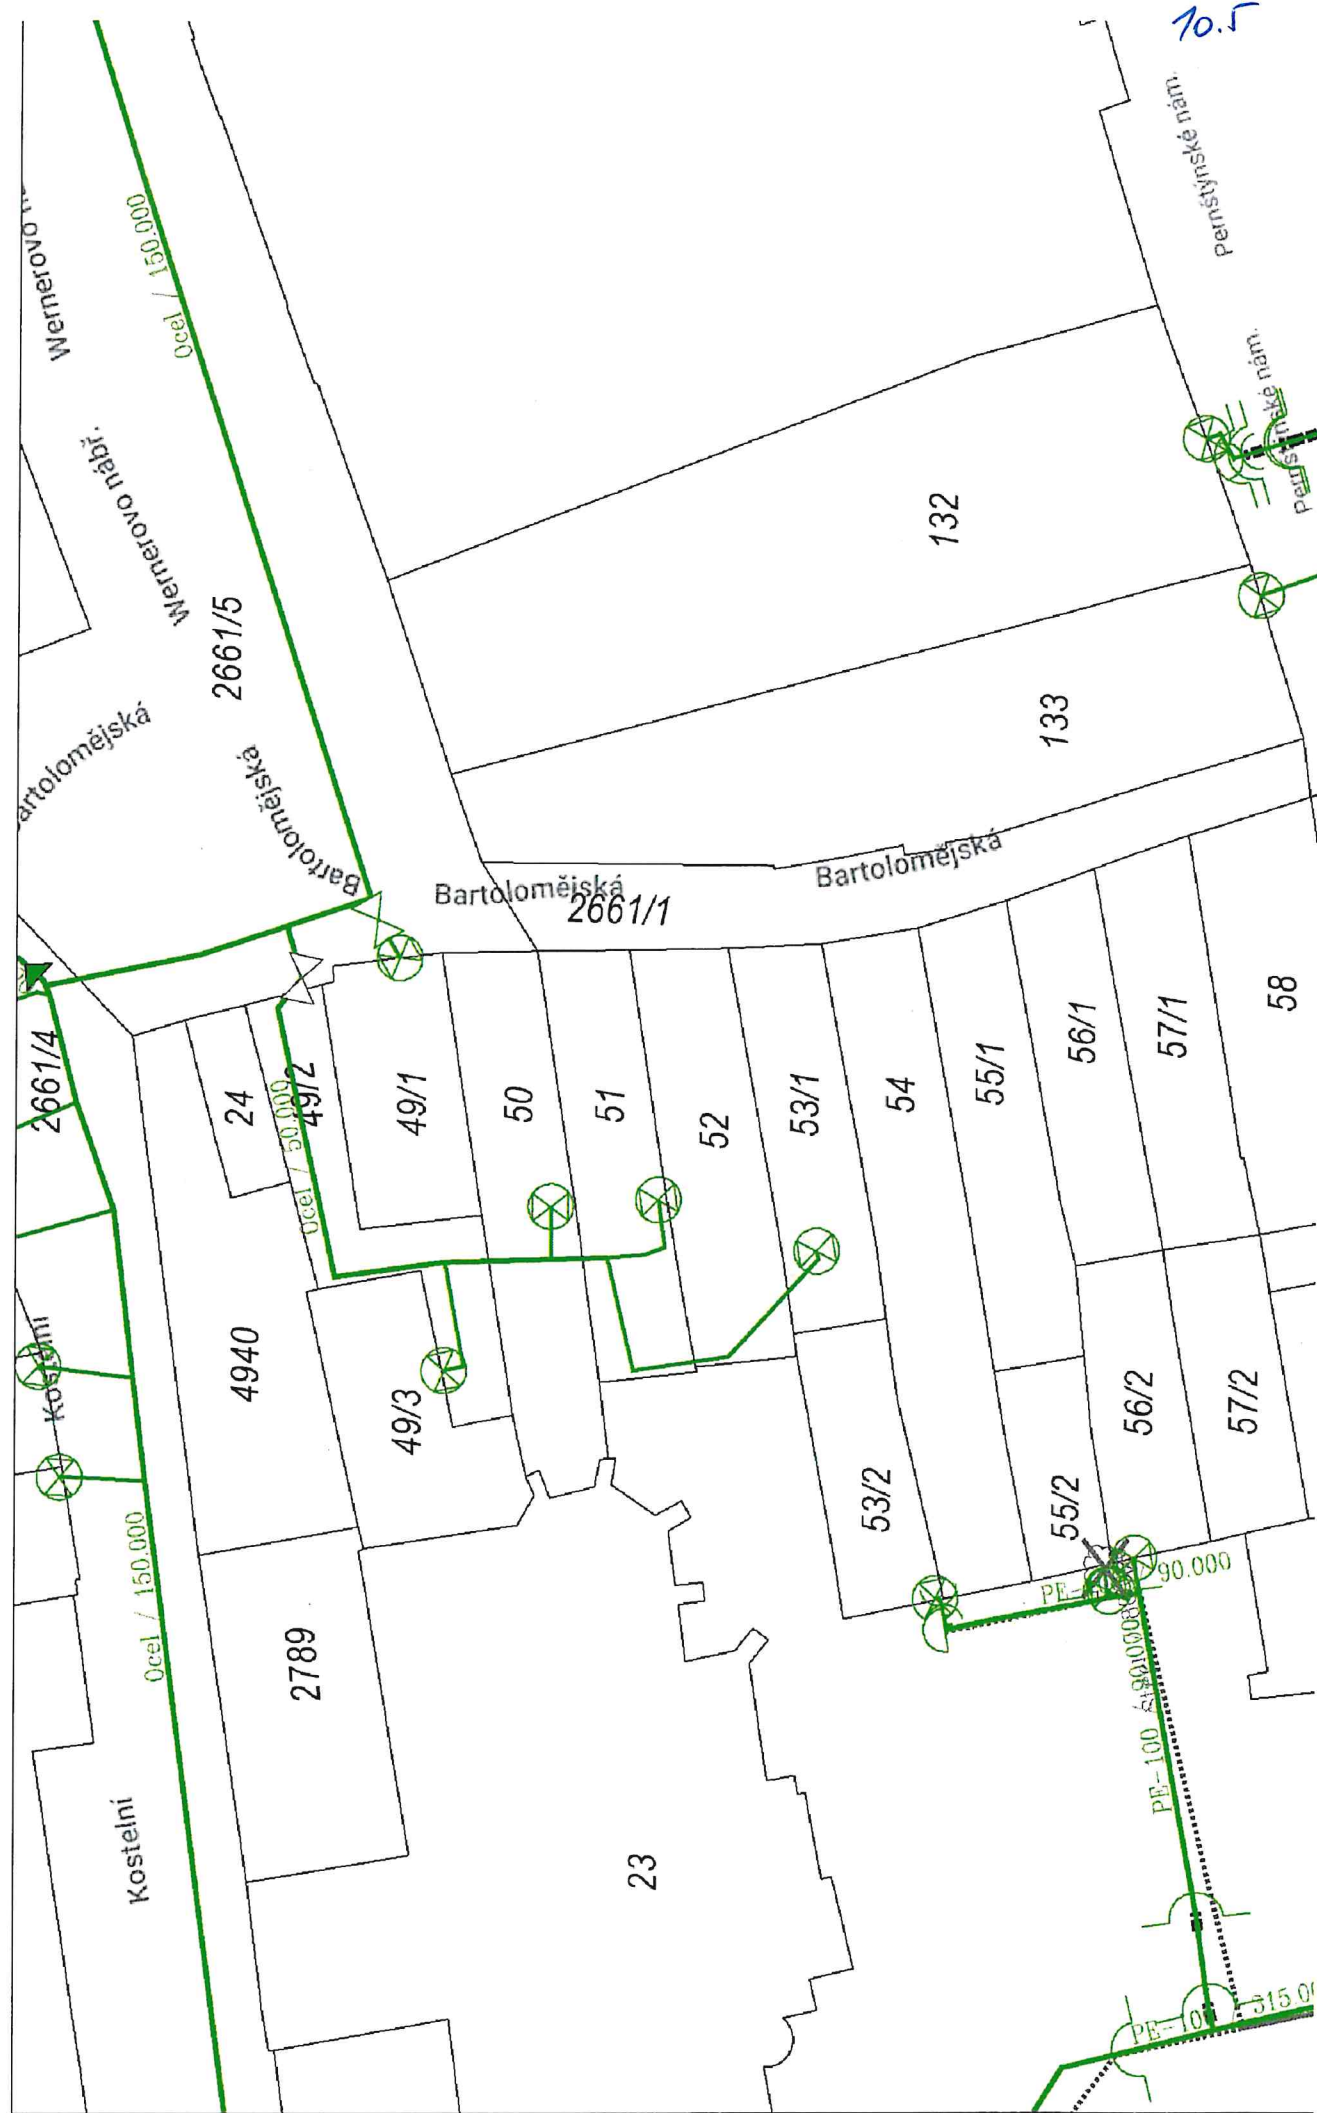 10.5
Pernštýnské nám.
Wernerovo
Ocel / 150.000
Pernštýnské nám.
Wernerovo nábř.
132
2661/5
133
Bartolomějská
Bartolomějská
Bartolomějská
2661/1
Bartolomějská
58
56/1
57/1
2661/4
55/1
54
24
49/2
49/1
50
51
52
53/1
Ocel / 50.000
Kostelní
4940
49/3
56/2
57/2
53/2
55/2
90.000
Ocel / 150.000
2789
PE-100
Kostelní
23
PE-100